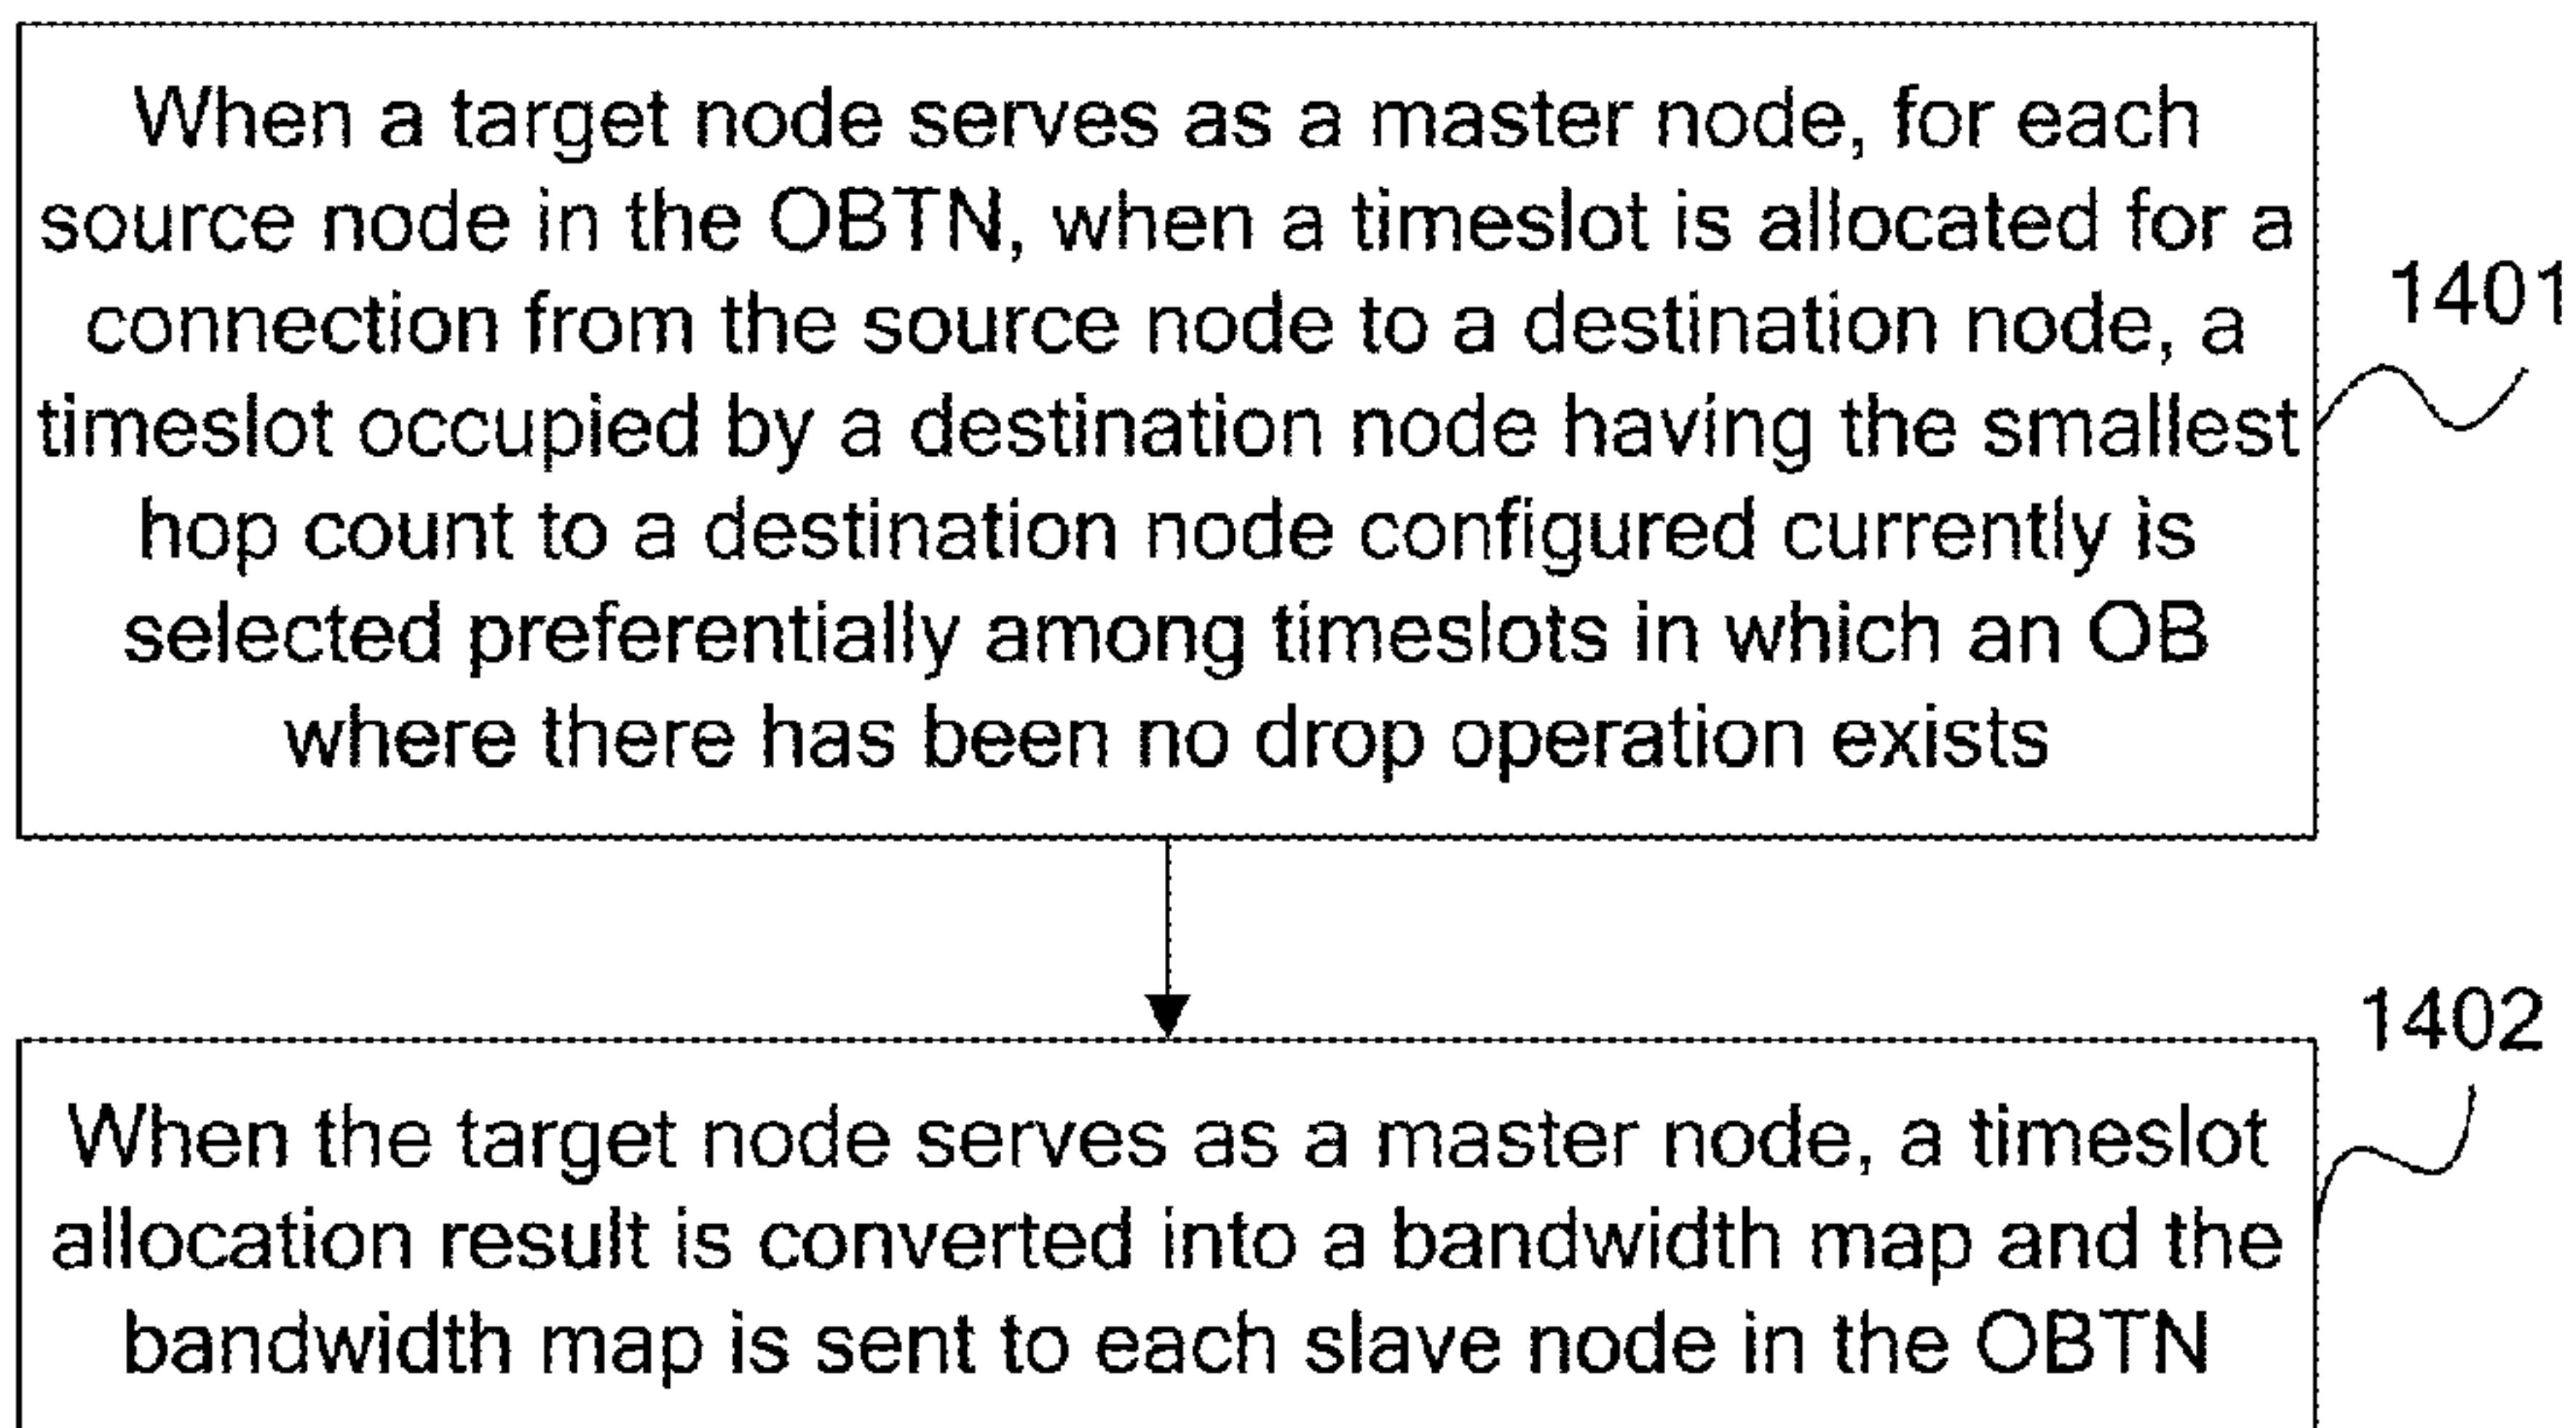 When a target node serves as a master node, for each
source node in the OBTN, when a timeslot is allocated for a
connection from the source node to a destination node, a
timeslot occupied by a destination node having the smallest
hop count to a destination node configured currently is
selected preferentially among timeslots in which an OB
where there has been no drop operation exists
1401
1402
When the target node serves as a master node, a timeslot
allocation result is converted into a bandwidth map and the
bandwidth map is sent to each slave node in the OBTN